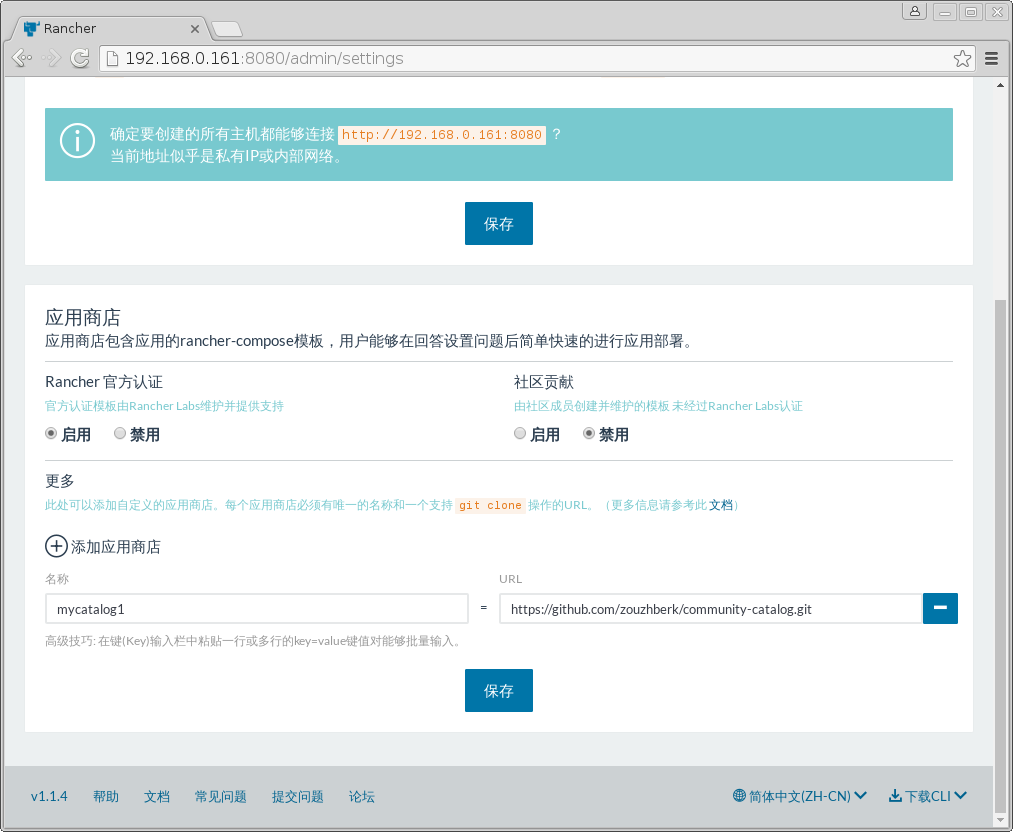 Rancher
192.168.0.161:8080/admin/settings
确定要创建的所有主机都能够连接 http://192.168.0.161:8080 ？
当前地址似乎是私有IP或内部网络。
保存
应用商店
应用商店包含应用的rancher-compose模板，用户能够在回答设置问题后简单快速的进行应用部署。
Rancher 官方认证 社区贡献
官方认证模板由Rancher Labs维护并提供支持 由社区成员创建并维护的模板 未经过Rancher Labs认证
启用 禁用 启用 禁用
更多
此处可以添加自定义的应用商店。每个应用商店必须有唯一的名称和一个支持 git clone 操作的URL。（更多信息请参考此 文档）
添加应用商店
名称 URL
mycatalog1 = https://github.com/zouzhberk/community-catalog.git
高级技巧: 在键(Key)输入栏中粘贴一行或多行的key=value键值对能够批量输入。
保存
v1.1.4 帮助 文档 常见问题 提交问题 论坛 简体中文(ZH-CN) 下载CLI